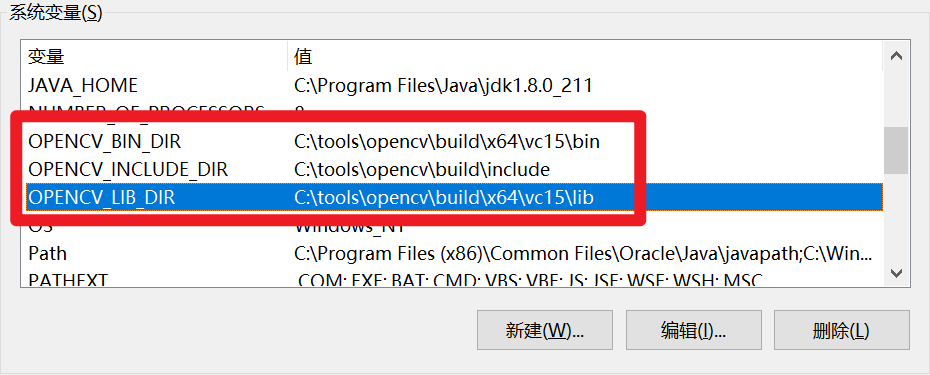 系统变量(S)
变量 值
JAVA_HOME C:\Program Files\Java\jdk1.8.0_211
NUMBER_OF_PROCESSORS 8
OPENCV_BIN_DIR C:\tools\opencv\build\x64\vc15\bin
OPENCV_INCLUDE_DIR C:\tools\opencv\build\include
OPENCV_LIB_DIR C:\tools\opencv\build\x64\vc15\lib
OS Windows_NT
Path C:\Program Files (x86)\Common Files\Oracle\Java\javapath;C:\Win...
PATHEXT .COM;.EXE;.BAT;.CMD;.VBS;.VBE;.JS;.JSE;.WSF;.WSH;.MSC
新建(W)... 编辑(I)... 删除(L)